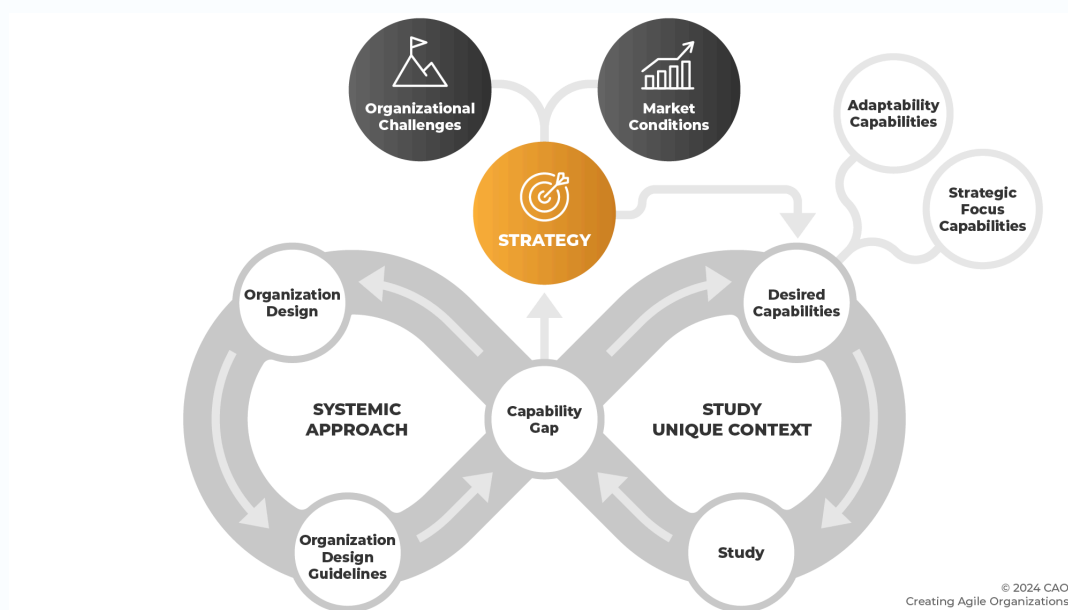 Organizational
Challenges
Market
Conditions
Adaptability
Capabilities
Strategic
Focus
Capabilities
STRATEGY
Organization
Design
Desired
Capabilities
SYSTEMIC
APPROACH
Capability
Gap
STUDY
UNIQUE CONTEXT
Organization
Design
Guidelines
Study
© 2024 CAO
Creating Agile Organizations